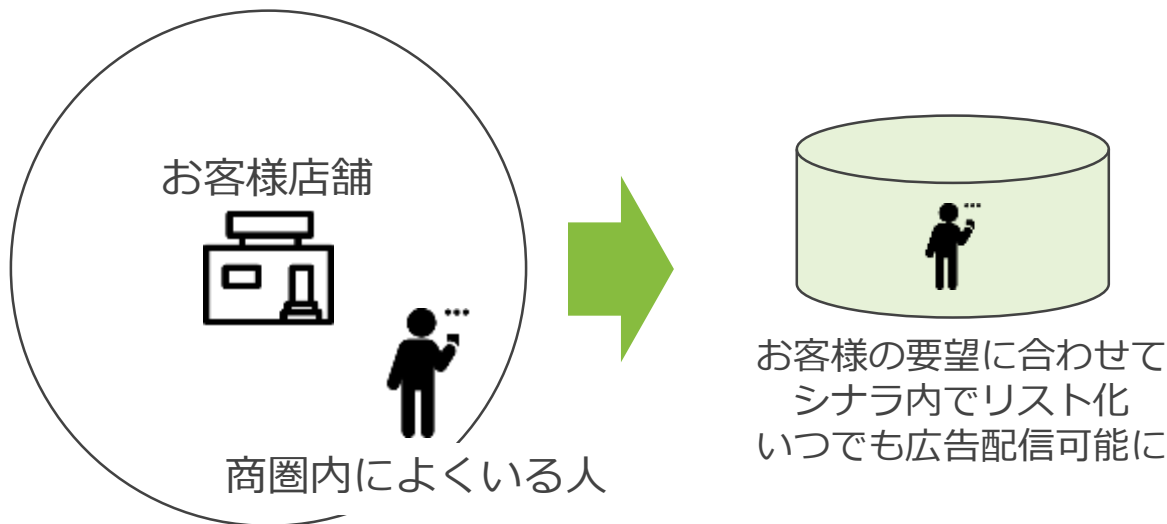 お客様店舗
商圏内によくいる人
お客様の要望に合わせて
シナラ内でリスト化
いつでも広告配信可能に